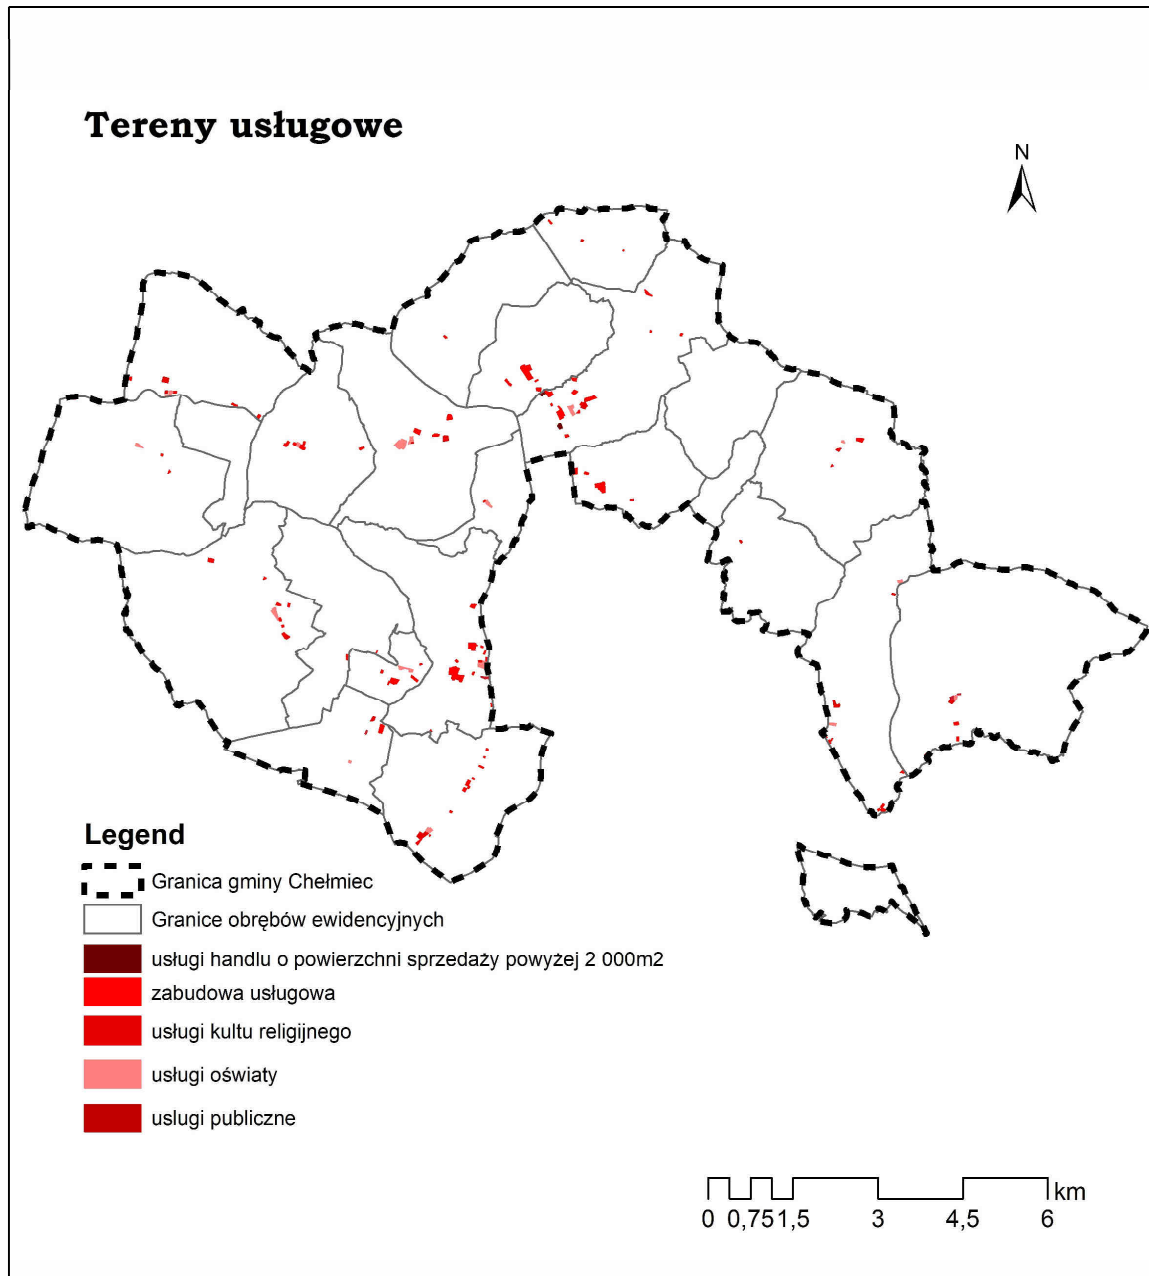 Tereny usługowe
N
Legend
Granica gminy Chełmiec
Granice obrębów ewidencyjnych
usługi handlu o powierzchni sprzedaży powyżej 2 000m2
zabudowa usługowa
usługi kultu religijnego
usługi oświaty
uslugi publiczne
km
0 0,75 1,5 3 4,5 6